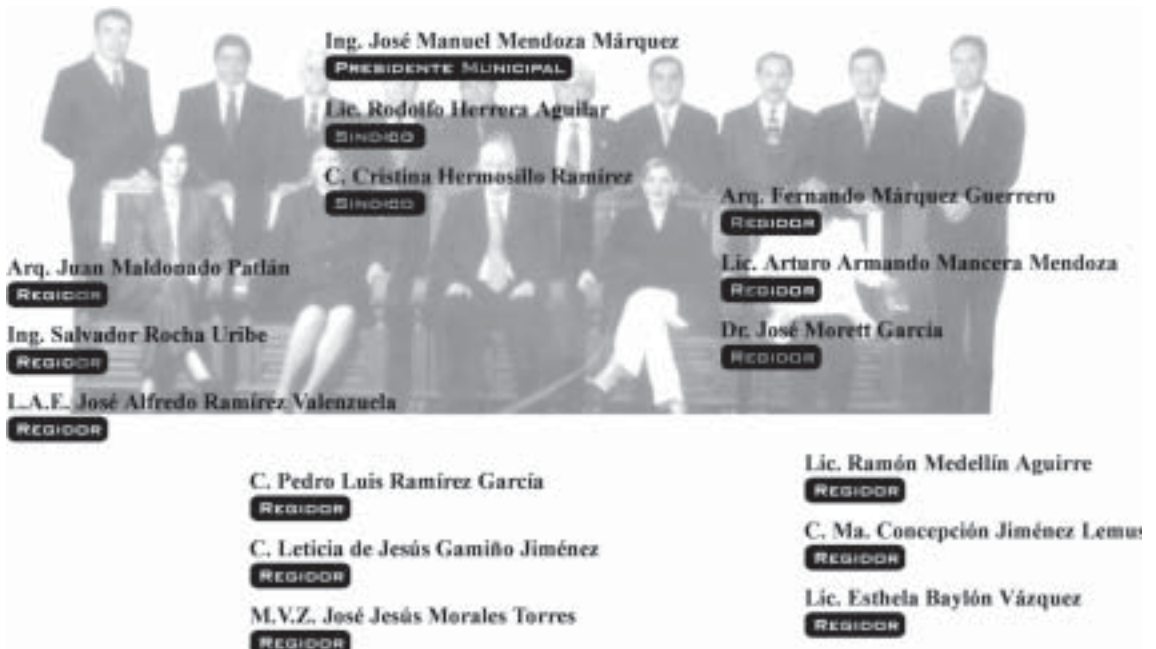 Ing. José Manuel Mendoza Márquez
PRESIDENTE MUNICIPAL
Lic. Rodolfo Herrera Aguilar
SINDICO
C. Cristina Hermosillo Ramírez
SINDICO
Arq. Fernando Márquez Guerrero
REGIDOR
Lic. Arturo Armando Mancera Mendoza
REGIDOR
Dr. José Morett García
REGIDOR
Arq. Juan Maldonado Patlán
REGIDOR
Ing. Salvador Rocha Uribe
REGIDOR
L.A.E. José Alfredo Ramírez Valenzuela
REGIDOR
C. Pedro Luis Ramírez García
REGIDOR
C. Leticia de Jesús Gamiño Jiménez
REGIDOR
M.V.Z. José Jesús Morales Torres
REGIDOR
Lic. Ramón Medellín Aguirre
REGIDOR
C. Ma. Concepción Jiménez Lemus
REGIDOR
Lic. Esthela Baylón Vázquez
REGIDOR